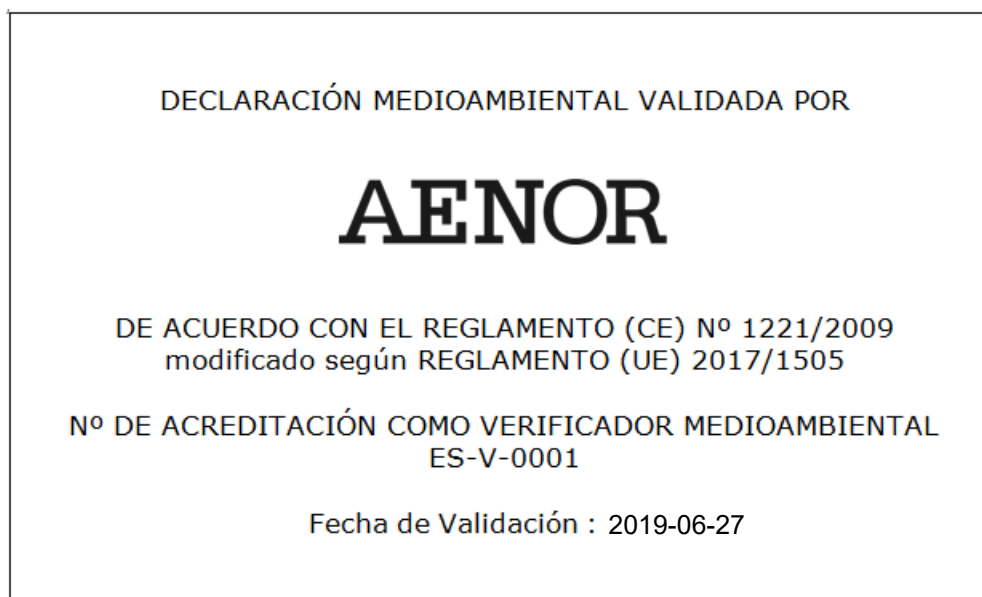 DECLARACIÓN MEDIOAMBIENTAL VALIDADA POR
AENOR
DE ACUERDO CON EL REGLAMENTO (CE) Nº 1221/2009
modificado según REGLAMENTO (UE) 2017/1505
Nº DE ACREDITACIÓN COMO VERIFICADOR MEDIOAMBIENTAL
ES-V-0001
Fecha de Validación : 2019-06-27